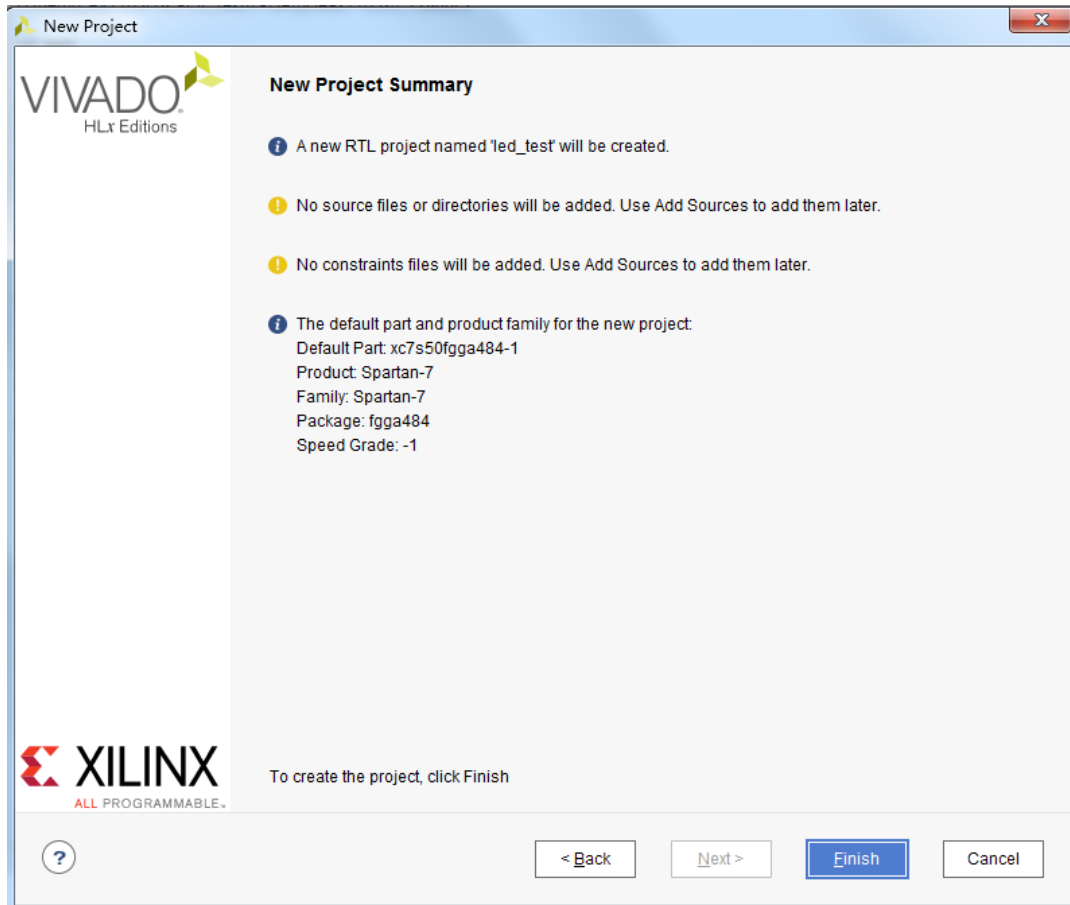 New Project
VIVADO.
HLx Editions
New Project Summary
A new RTL project named 'led_test' will be created.
No source files or directories will be added. Use Add Sources to add them later.
No constraints files will be added. Use Add Sources to add them later.
The default part and product family for the new project:
Default Part: xc7s50fgga484-1
Product: Spartan-7
Family: Spartan-7
Package: fgga484
Speed Grade: -1
XILINX
ALL PROGRAMMABLE™
To create the project, click Finish
?
< Back
Next >
Finish
Cancel